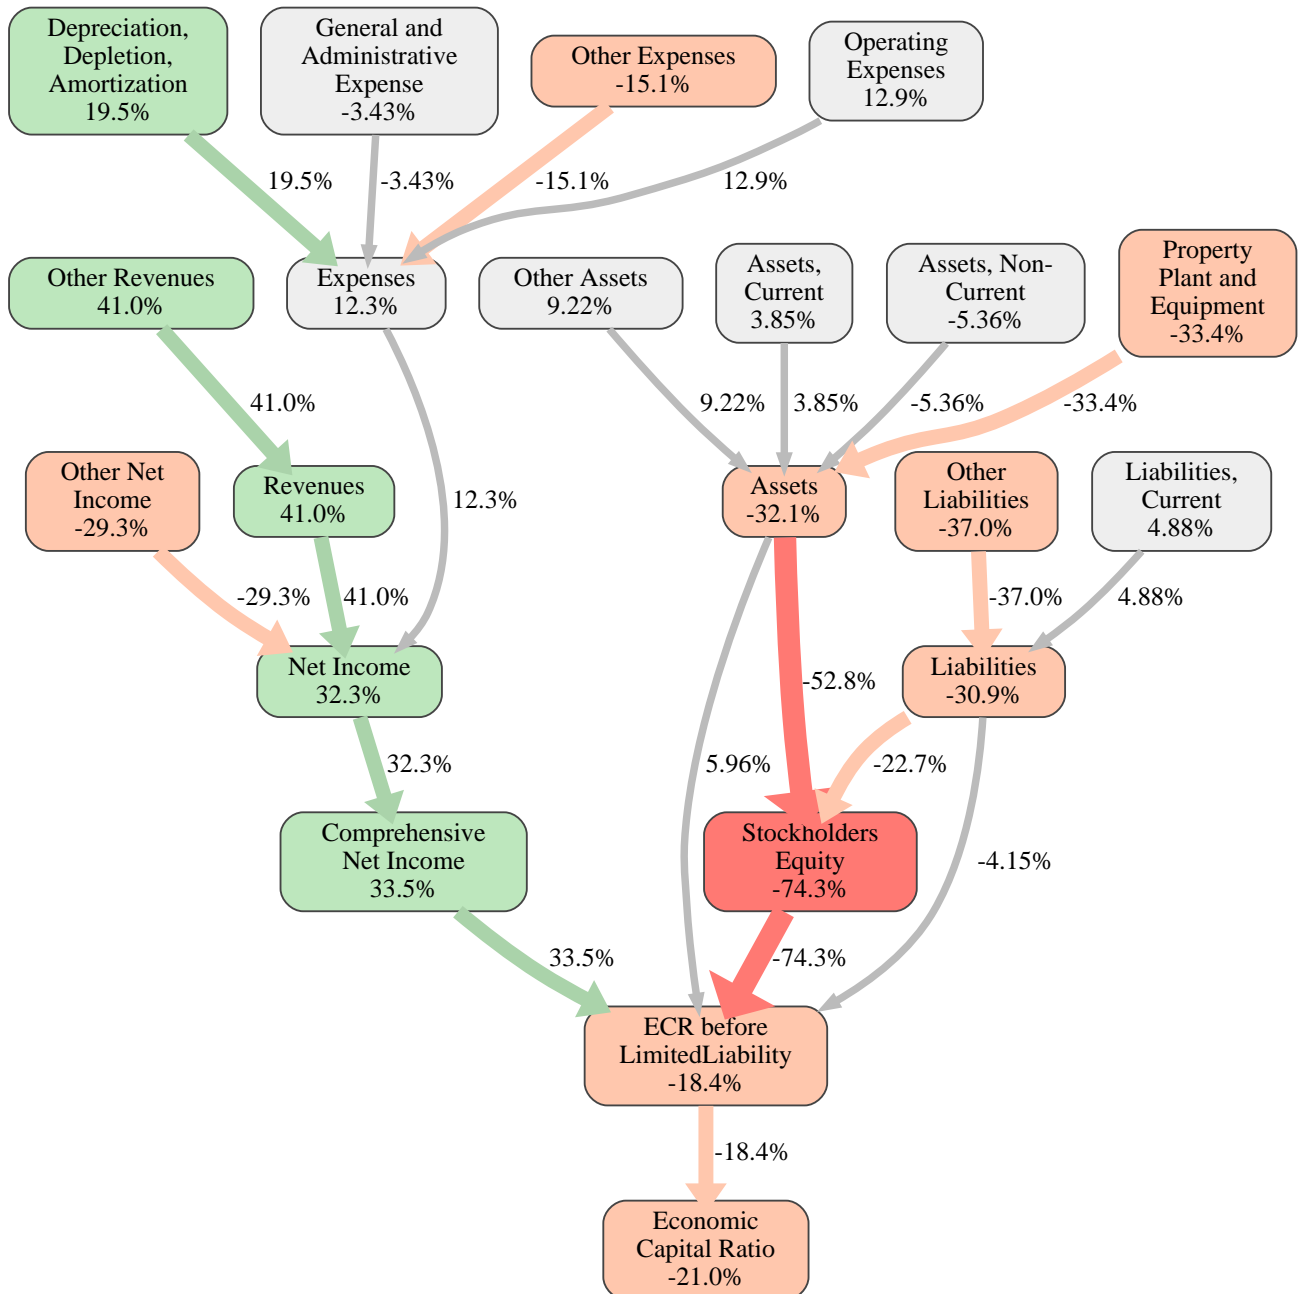 Depreciation,
Depletion,
Amortization
19.5%
General and
Administrative
Expense
-3.43%
Other Expenses
-15.1%
Operating
Expenses
12.9%
19.5%
-3.43%
-15.1%
12.9%
Other Revenues
41.0%
Expenses
12.3%
Other Assets
9.22%
Assets,
Current
3.85%
Assets, Non-
Current
-5.36%
Property
Plant and
Equipment
-33.4%
41.0%
9.22%
3.85%
-5.36%
-33.4%
Other Net
Income
-29.3%
Revenues
41.0%
12.3%
Assets
-32.1%
Other
Liabilities
-37.0%
Liabilities,
Current
4.88%
-29.3%
41.0%
-37.0%
4.88%
Net Income
32.3%
-52.8%
Liabilities
-30.9%
32.3%
5.96%
-22.7%
Comprehensive
Net Income
33.5%
Stockholders
Equity
-74.3%
-4.15%
33.5%
-74.3%
ECR before
LimitedLiability
-18.4%
-18.4%
Economic
Capital Ratio
-21.0%